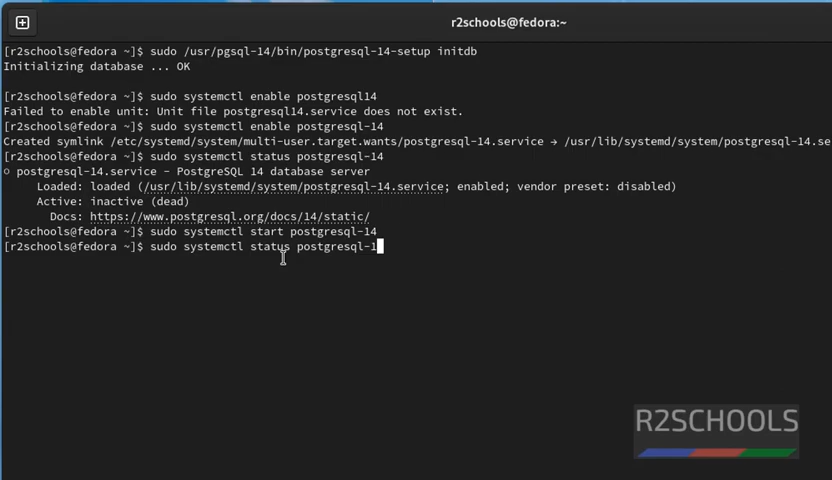 r2schools@fedora:~
[r2schools@fedora ~]$ sudo /usr/pgsql-14/bin/postgresql-14-setup initdb
Initializing database ... OK
[r2schools@fedora ~]$ sudo systemctl enable postgresql14
Failed to enable unit: Unit file postgresql14.service does not exist.
[r2schools@fedora ~]$ sudo systemctl enable postgresql-14
Created symlink /etc/systemd/system/multi-user.target.wants/postgresql-14.service → /usr/lib/systemd/system/postgresql-14.se
[r2schools@fedora ~]$ sudo systemctl status postgresql-14
○ postgresql-14.service - PostgreSQL 14 database server
Loaded: loaded (/usr/lib/systemd/system/postgresql-14.service; enabled; vendor preset: disabled)
Active: inactive (dead)
Docs: https://www.postgresql.org/docs/14/static/
[r2schools@fedora ~]$ sudo systemctl start postgresql-14
[r2schools@fedora ~]$ sudo systemctl status postgresql-1
R2SCHOOLS